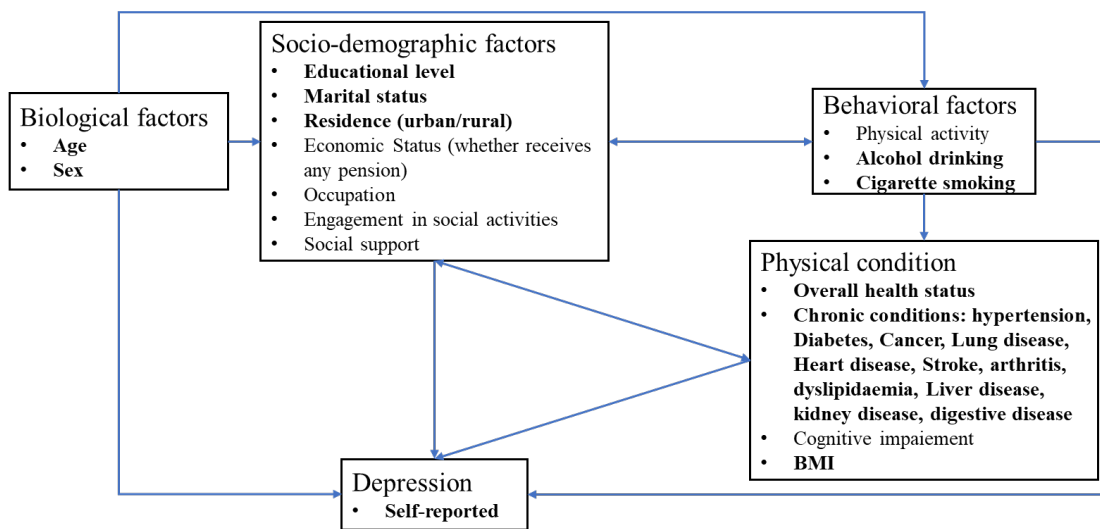 Biological factors
• Age
• Sex
Socio-demographic factors
• Educational level
• Marital status
• Residence (urban/rural)
• Economic Status (whether receives
any pension)
• Occupation
• Engagement in social activities
• Social support
Behavioral factors
• Physical activity
• Alcohol drinking
• Cigarette smoking
Physical condition
• Overall health status
• Chronic conditions: hypertension,
Diabetes, Cancer, Lung disease,
Heart disease, Stroke, arthritis,
dyslipidaemia, Liver disease,
kidney disease, digestive disease
• Cognitive impaiement
• BMI
Depression
• Self-reported